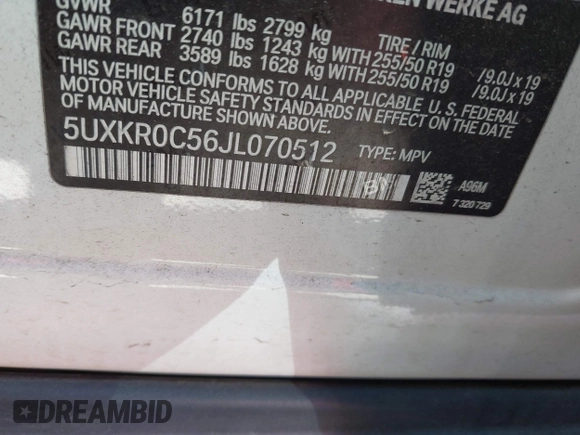 GVWR 6171 lbs 2799 kg WERKE AG
GAWR FRONT 2740 lbs 1243 kg WITH 255/50 R19 TIRE / RIM /9.0J x 19
GAWR REAR 3589 lbs 1628 kg WITH 255/50 R19 /9.0J x 19
THIS VEHICLE CONFORMS TO ALL APPLICABLE U.S. FEDERAL
MOTOR VEHICLE SAFETY STANDARDS IN EFFECT ON THE DATE OF
MANUFACTURE SHOWN ABOVE.
5UXKR0C56JL070512 TYPE: MPV
A96M
7 320 729
DREAMBID